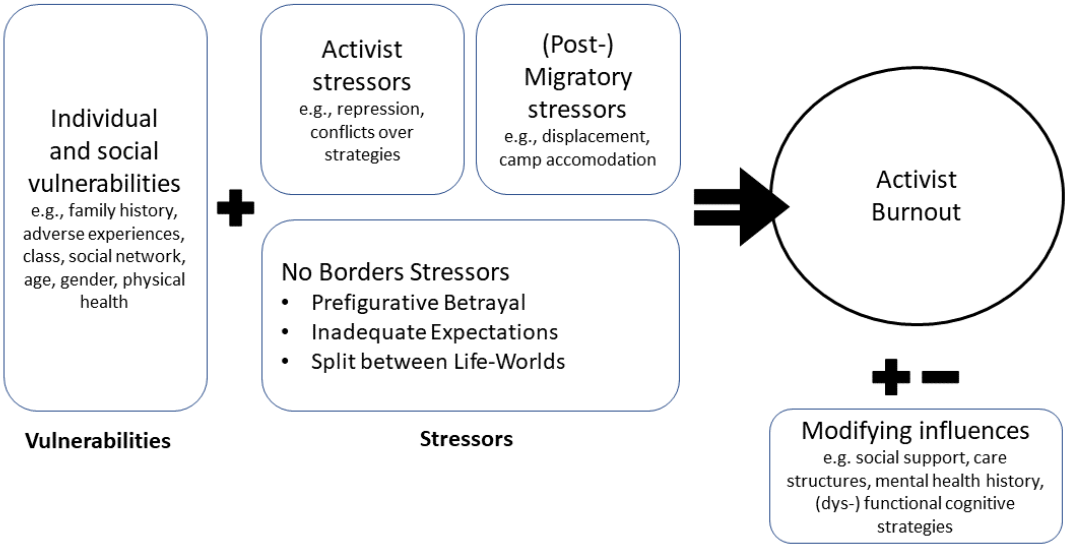 Individual
and social
vulnerabilities
e.g., family history,
adverse experiences,
class, social network,
age, gender, physical
health
Vulnerabilities
Activist
stressors
e.g., repression,
conflicts over
strategies
(Post-)
Migratory
stressors
e.g., displacement,
camp accomodation
No Borders Stressors
• Prefigurative Betrayal
• Inadequate Expectations
• Split between Life-Worlds
Stressors
Activist
Burnout
Modifying influences
e.g. social support, care
structures, mental health history,
(dys-) functional cognitive
strategies